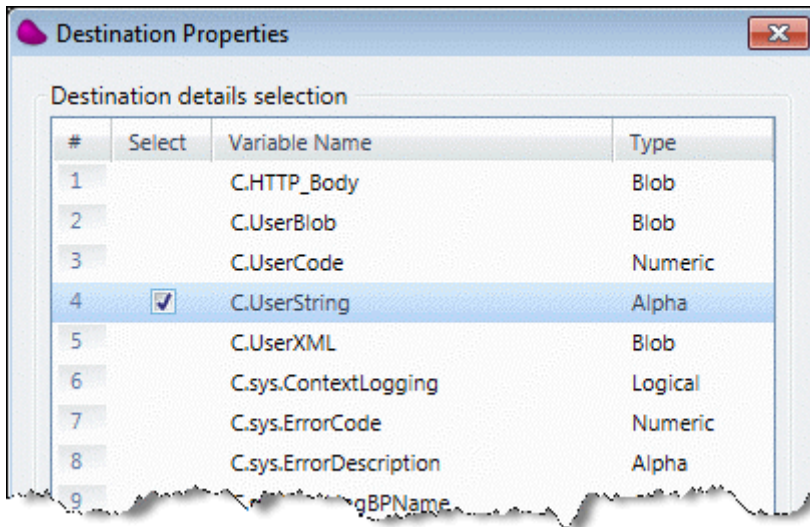 Destination Properties
Destination details selection
# Select Variable Name Type
1 C.HTTP_Body Blob
2 C.UserBlob Blob
3 C.UserCode Numeric
4 C.UserString Alpha
5 C.UserXML Blob
6 C.sys.ContextLogging Logical
7 C.sys.ErrorCode Numeric
8 C.sys.ErrorDescription Alpha
9